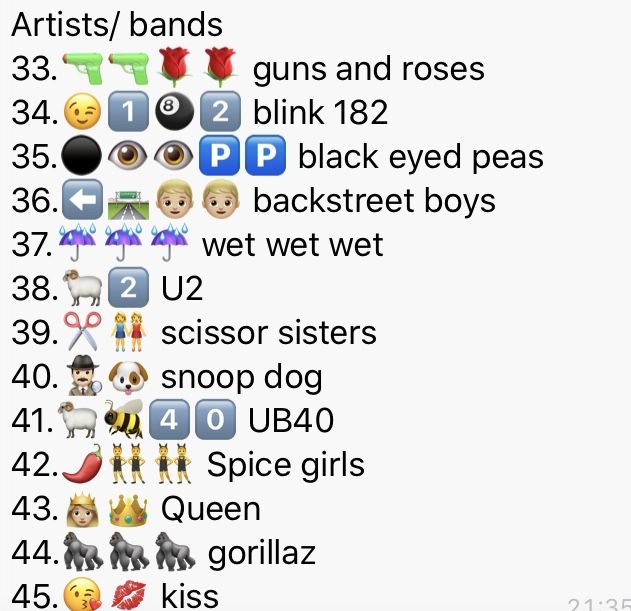 Artists/ bands
33.🔫🔫🌹🌹 guns and roses
34.😉1️⃣🎱2️⃣ blink 182
35.⚫👁👁🅿️🅿️ black eyed peas
36.⬅️🛣👦🏼👦🏼 backstreet boys
37.☔☔☔ wet wet wet
38.🐏2️⃣ U2
39.✂️👭 scissor sisters
40.🕵🏻‍♂️🐶 snoop dog
41.🐏🐝4️⃣0️⃣ UB40
42.🌶👯👯 Spice girls
43.👸🏼👑 Queen
44.🦍🦍🦍 gorillaz
45.😘💋 kiss
21:35